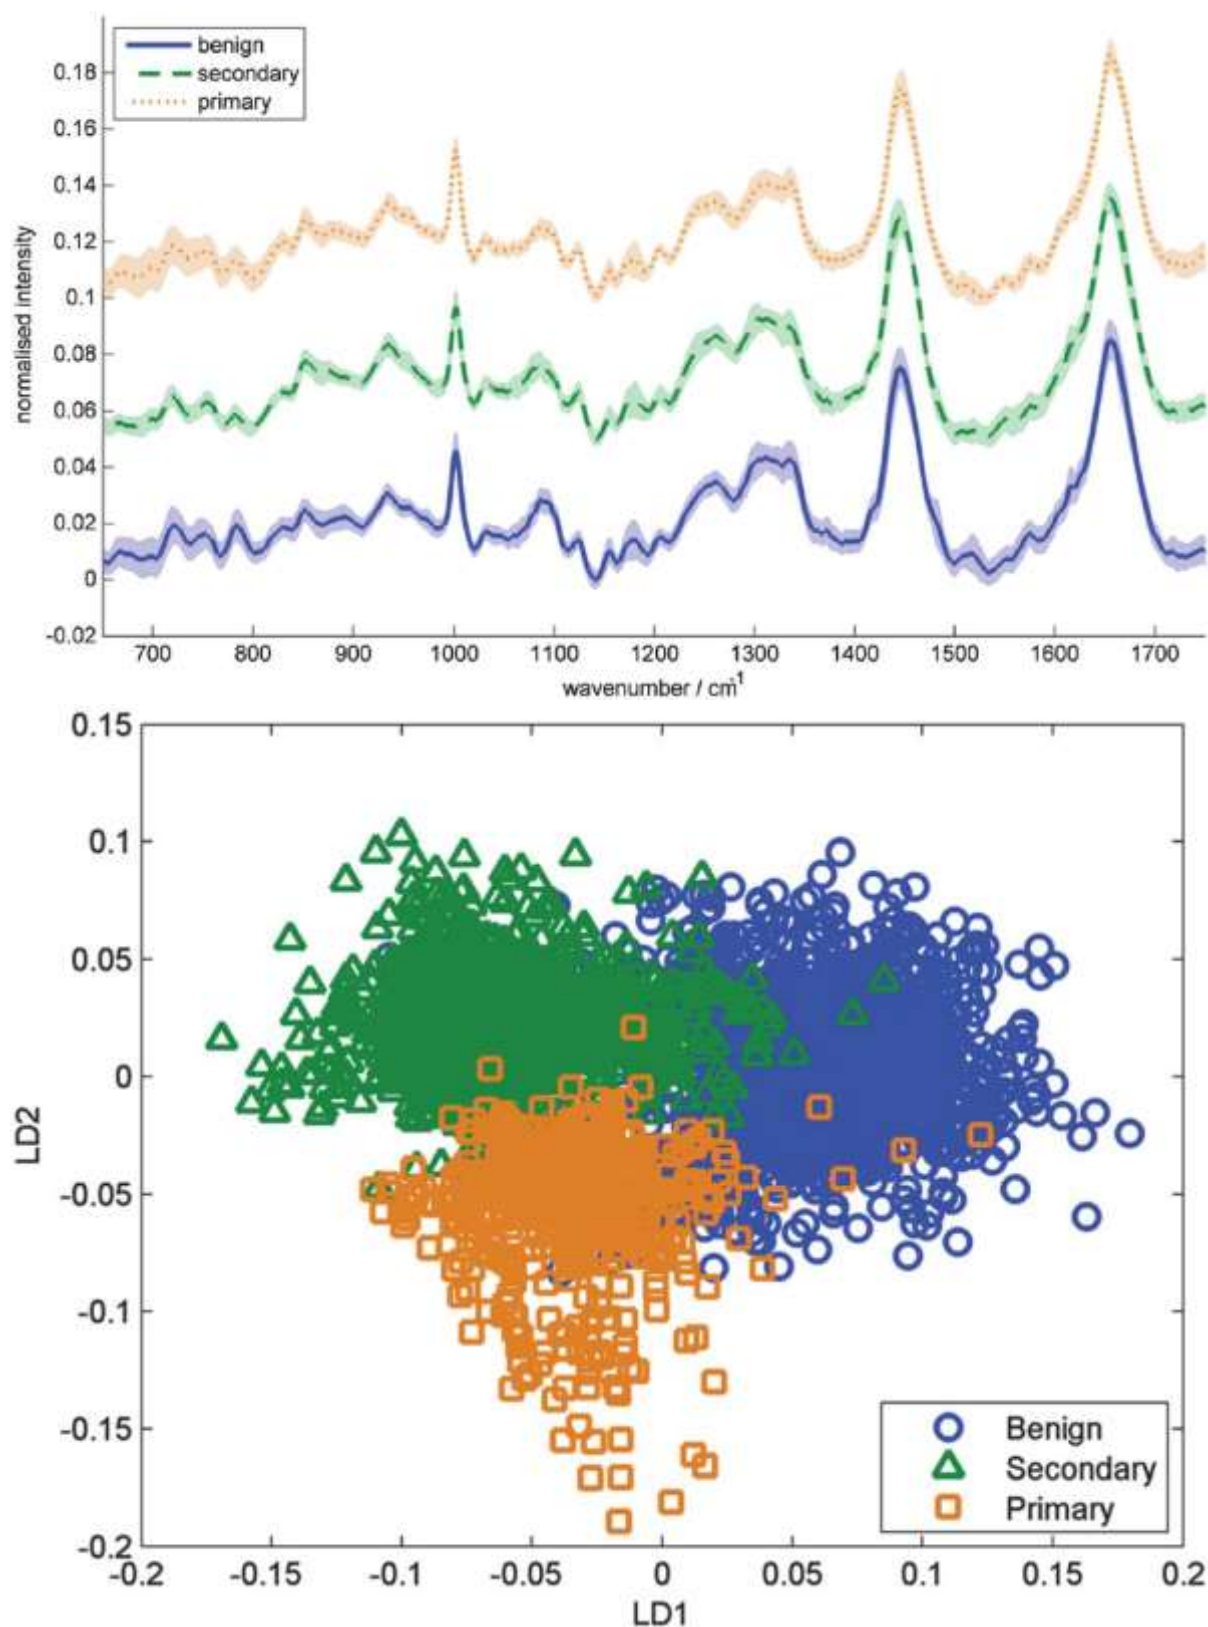 benign
secondary
primary
0.18
0.16
0.14
0.12
0.1
0.08
0.06
0.04
0.02
0
-0.02
normalised intensity
700 800 900 1000 1100 1200 1300 1400 1500 1600 1700
wavenumber / cm-1
0.15
0.1
0.05
0
-0.05
-0.1
-0.15
-0.2
LD2
-0.2 -0.15 -0.1 -0.05 0 0.05 0.1 0.15 0.2
LD1
Benign
Secondary
Primary